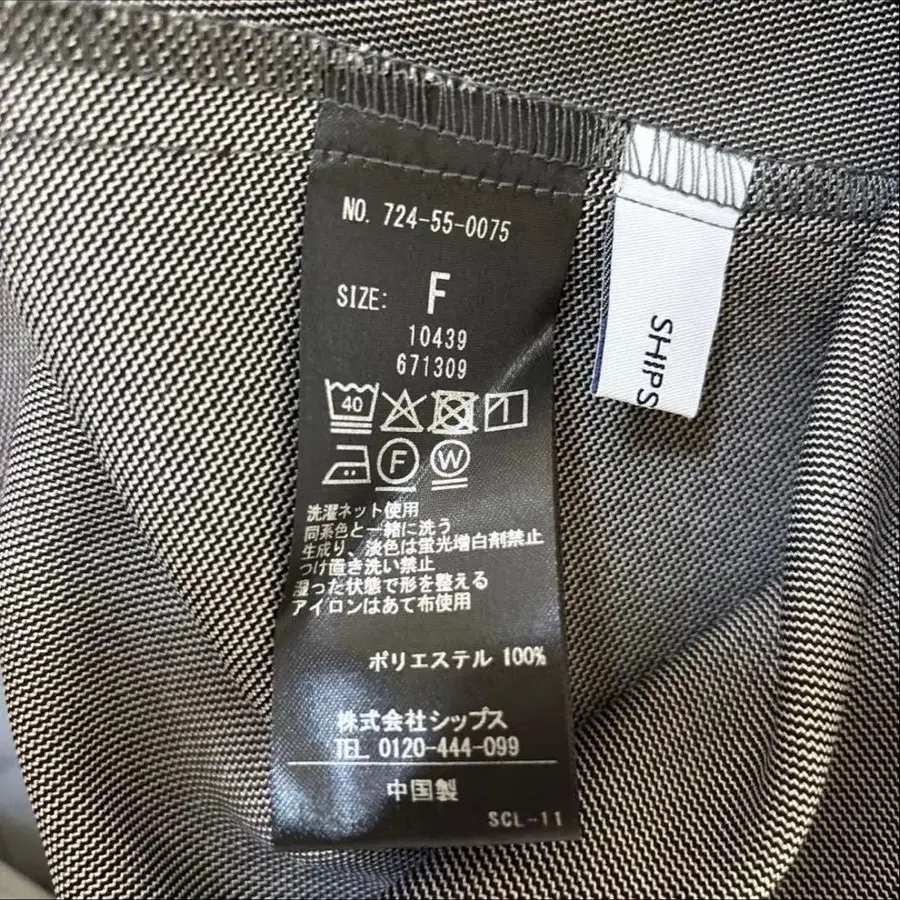 NO. 724-55-0075
SIZE: F
10439
671309
40
F W
洗濯ネット使用
同系色と一緒に洗う
生成り、淡色は蛍光増白剤禁止
つけ置き洗い禁止
湿った状態で形を整える
アイロンはあて布使用
ポリエステル 100%
株式会社シップス
TEL 0120-444-099
中国製
SCL-11
SHIPS